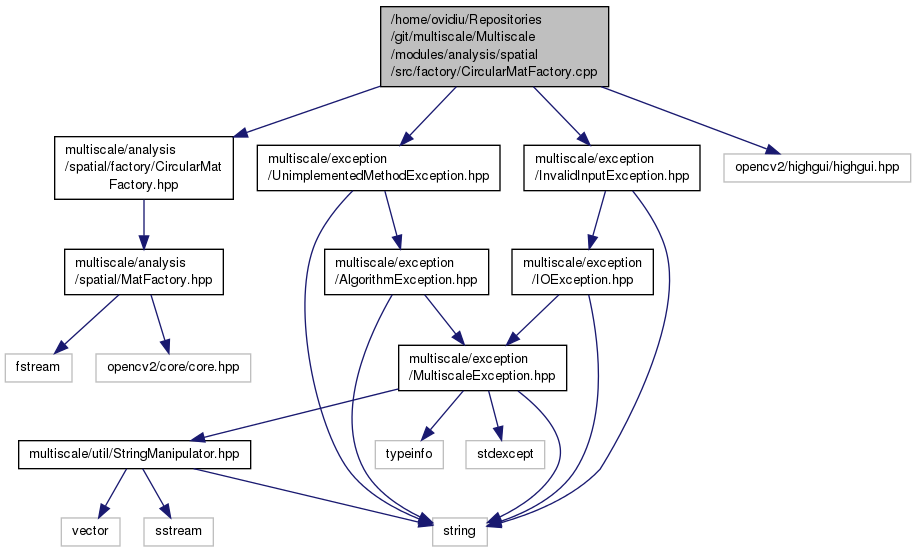 /home/ovidiu/Repositories
/git/multiscale/Multiscale
/modules/analysis/spatial
/src/factory/CircularMatFactory.cpp
multiscale/analysis
/spatial/factory/CircularMat
Factory.hpp
multiscale/exception
/UnimplementedMethodException.hpp
multiscale/exception
/InvalidInputException.hpp
opencv2/highgui/highgui.hpp
multiscale/analysis
/spatial/MatFactory.hpp
multiscale/exception
/AlgorithmException.hpp
multiscale/exception
/IOException.hpp
fstream
opencv2/core/core.hpp
multiscale/exception
/MultiscaleException.hpp
multiscale/util/StringManipulator.hpp
typeinfo
stdexcept
vector
sstream
string